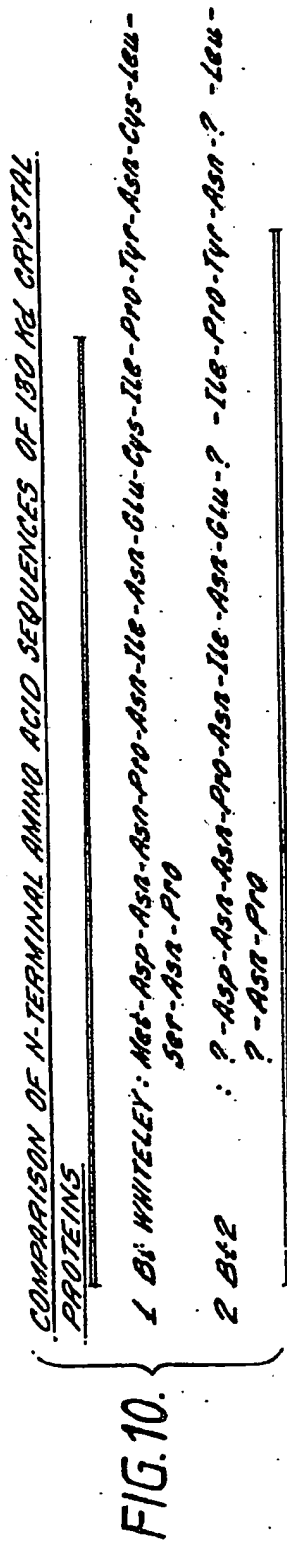 COMPARISON OF N-TERMINAL AMINO ACID SEQUENCES OF 130 Kd CRYSTAL
PROTEINS
1 Bt WHITELEY: Met-Asp-Asn-Asn-Pro-Asn-Ile-Asn-Glu-Cys-Ile-Pro-Tyr-Asn-Cys-Leu-
Ser-Asn-Pro
2 Bt2 : ?-Asp-Asn-Asn-Pro-Asn-Ile-Asn-Glu-? -Ile-Pro-Tyr-Asn-? -Leu-
?-Asn-Pro
FIG.10.